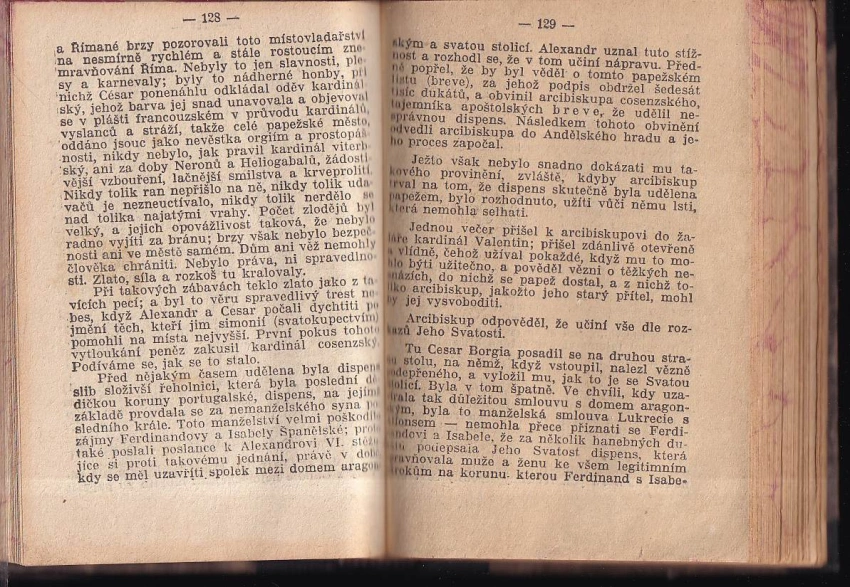 — 128 —
a Římané brzy pozorovali toto místovladařství
na nesmírně rychlém a stále rostoucím zne-
mravňování Říma. Nebyly to jen slavnosti, ple-
sy a karnevaly; byly to nádherné honby, při
nichž César ponenáhlu odkládal oděv kardinál-
ský, jehož barva jej snad unavovala a objevoval
se v plášti francouzském v průvodu kardinálů,
vyslanců a stráží, takže celé papežské město,
oddáno jsouc jako nevěstka orgiím a prostopáš-
nosti, nikdy nebylo, jak pravil kardinál viterb-
ský, ani za doby Neronů a Heliogabalů, žádosti-
vější vzbouření, lačnější smilstva a krveprolití.
Nikdy tolik ran nepřišlo na ně, nikdy tolik uda-
vačů je nezneuctívalo, nikdy tolik nerdělo se
nad tolika najatými vrahy. Počet zlodějů byl
velký, a jejich opovážlivost taková, že nebylo
radno vyjíti za bránu; brzy však nebylo bezpeč-
nosti ani ve městě samém. Dům ani věž nemohly
člověka chrániti. Nebylo práva, ni spravedlno-
sti. Zlato, síla a rozkoš tu kralovaly.
Při takových zábavách teklo zlato jako z ta-
vících pecí; a byl to věru spravedlivý trest ne-
bes, když Alexandr a Cesar počali dychtiti po
jmění těch, kteří jim simonií (svatokupectvím)
pomohli na místa nejvyšší. První pokus tohoto
vytloukání peněz zakusil kardinál cosenzský.
Podíváme se, jak se to stalo.
Před nějakým časem udělena byla dispens
slib složivší řeholnici, která byla poslední dě-
dičkou koruny portugalské, dispens, na jejímž
základě provdala se za nemanželského syna po-
sledního krále. Toto manželství velmi poškodilo
zájmy Ferdinandovy a Isabely Španělské; proto
také poslali poslance k Alexandrovi VI. stěžu-
jíce si proti takovému jednání, právě v době,
kdy se měl uzavříti spolek mezi domem aragon-
— 129 —
ským a svatou stolicí. Alexandr uznal tuto stíž-
nost a rozhodl se, že v tom učiní nápravu. Před-
ně popřel, že by byl věděl o tomto papežském
listu (breve), za jehož podpis obdržel šedesát
tisíc dukátů, a obvinil arcibiskupa cosenzského,
tajemníka apoštolských breve, že udělil ne-
správnou dispens. Následkem tohoto obvinění
odvedli arcibiskupa do Andělského hradu a je-
ho proces započal.
Ježto však nebylo snadno dokázati mu ta-
kového provinění, zvláště, kdyby arcibiskup
trval na tom, že dispens skutečně byla udělena
papežem, bylo rozhodnuto, užíti vůči němu lsti,
která nemohla selhati.
Jednou večer přišel k arcibiskupovi do ža-
láře kardinál Valentin; přišel zdánlivě otevřeně
a vlídně, čehož užíval pokaždé, když mu to mo-
hlo býti užitečno, a pověděl vězni o těžkých ne-
snázích, do nichž se papež dostal, a z nichž to-
liko arcibiskup, jakožto jeho starý přítel, mohl
by jej vysvoboditi.
Arcibiskup odpověděl, že učiní vše dle roz-
kazů Jeho Svatosti.
Tu Cesar Borgia posadil se na druhou stra-
nu stolu, na němž, když vstoupil, nalezl vězně
podepřeného, a vyložil mu, jak to je se Svatou
stolicí. Byla v tom špatně. Ve chvíli, kdy uza-
vírala tak důležitou smlouvu s domem aragon-
ským, byla to manželská smlouva Lukrecie s
Alfonsem — nemohla přece přiznati se Ferdi-
nandovi a Isabele, že za několik hanebných du-
kátů podepsala Jeho Svatost dispens, která
opravňovala muže a ženu ke všem legitimním
nárokům na korunu, kterou Ferdinand s Isabe-